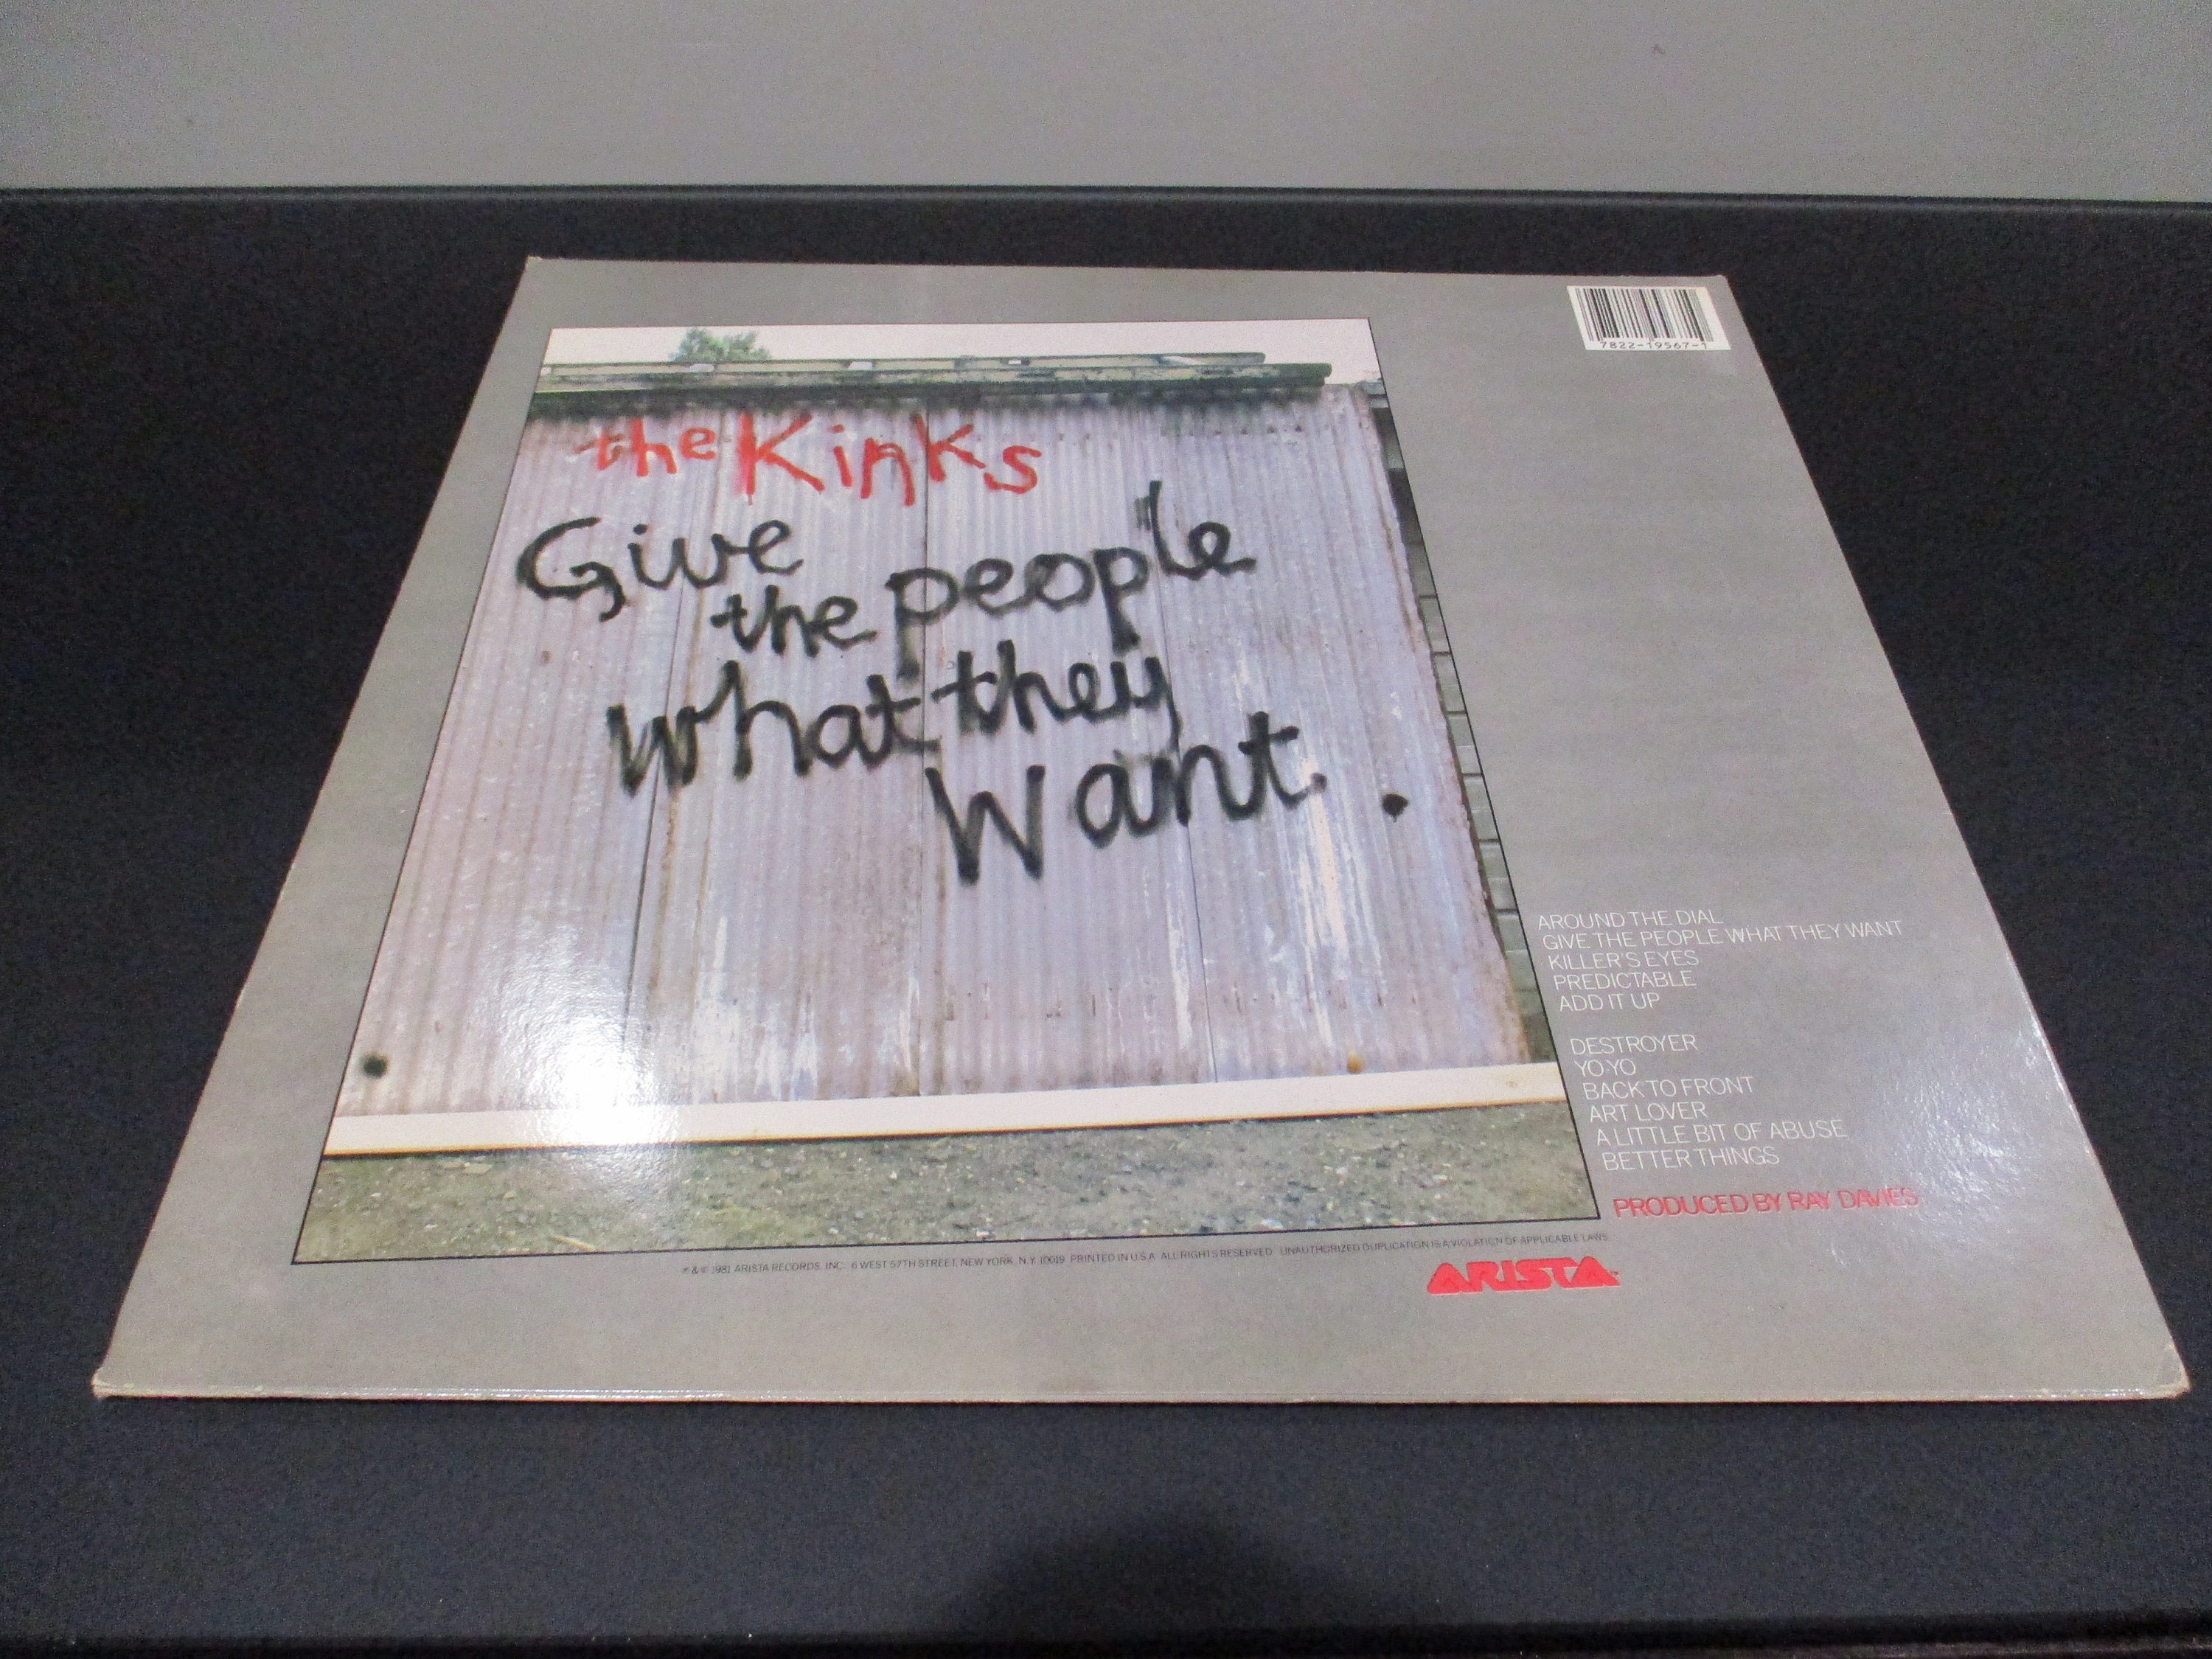 7822-19567-1
the Kinks
Give
the people
what they
Want.
AROUND THE DIAL
GIVE THE PEOPLE WHAT THEY WANT
KILLER'S EYES
PREDICTABLE
ADD IT UP
DESTROYER
YO-YO
BACK TO FRONT
ART LOVER
A LITTLE BIT OF ABUSE
BETTER THINGS
PRODUCED BY RAY DAVIES
℗ & © 1981 ARISTA RECORDS, INC. 6 WEST 57TH STREET, NEW YORK, N.Y. 10019 PRINTED IN U.S.A. ALL RIGHTS RESERVED. UNAUTHORIZED DUPLICATION IS A VIOLATION OF APPLICABLE LAWS.
ARISTA